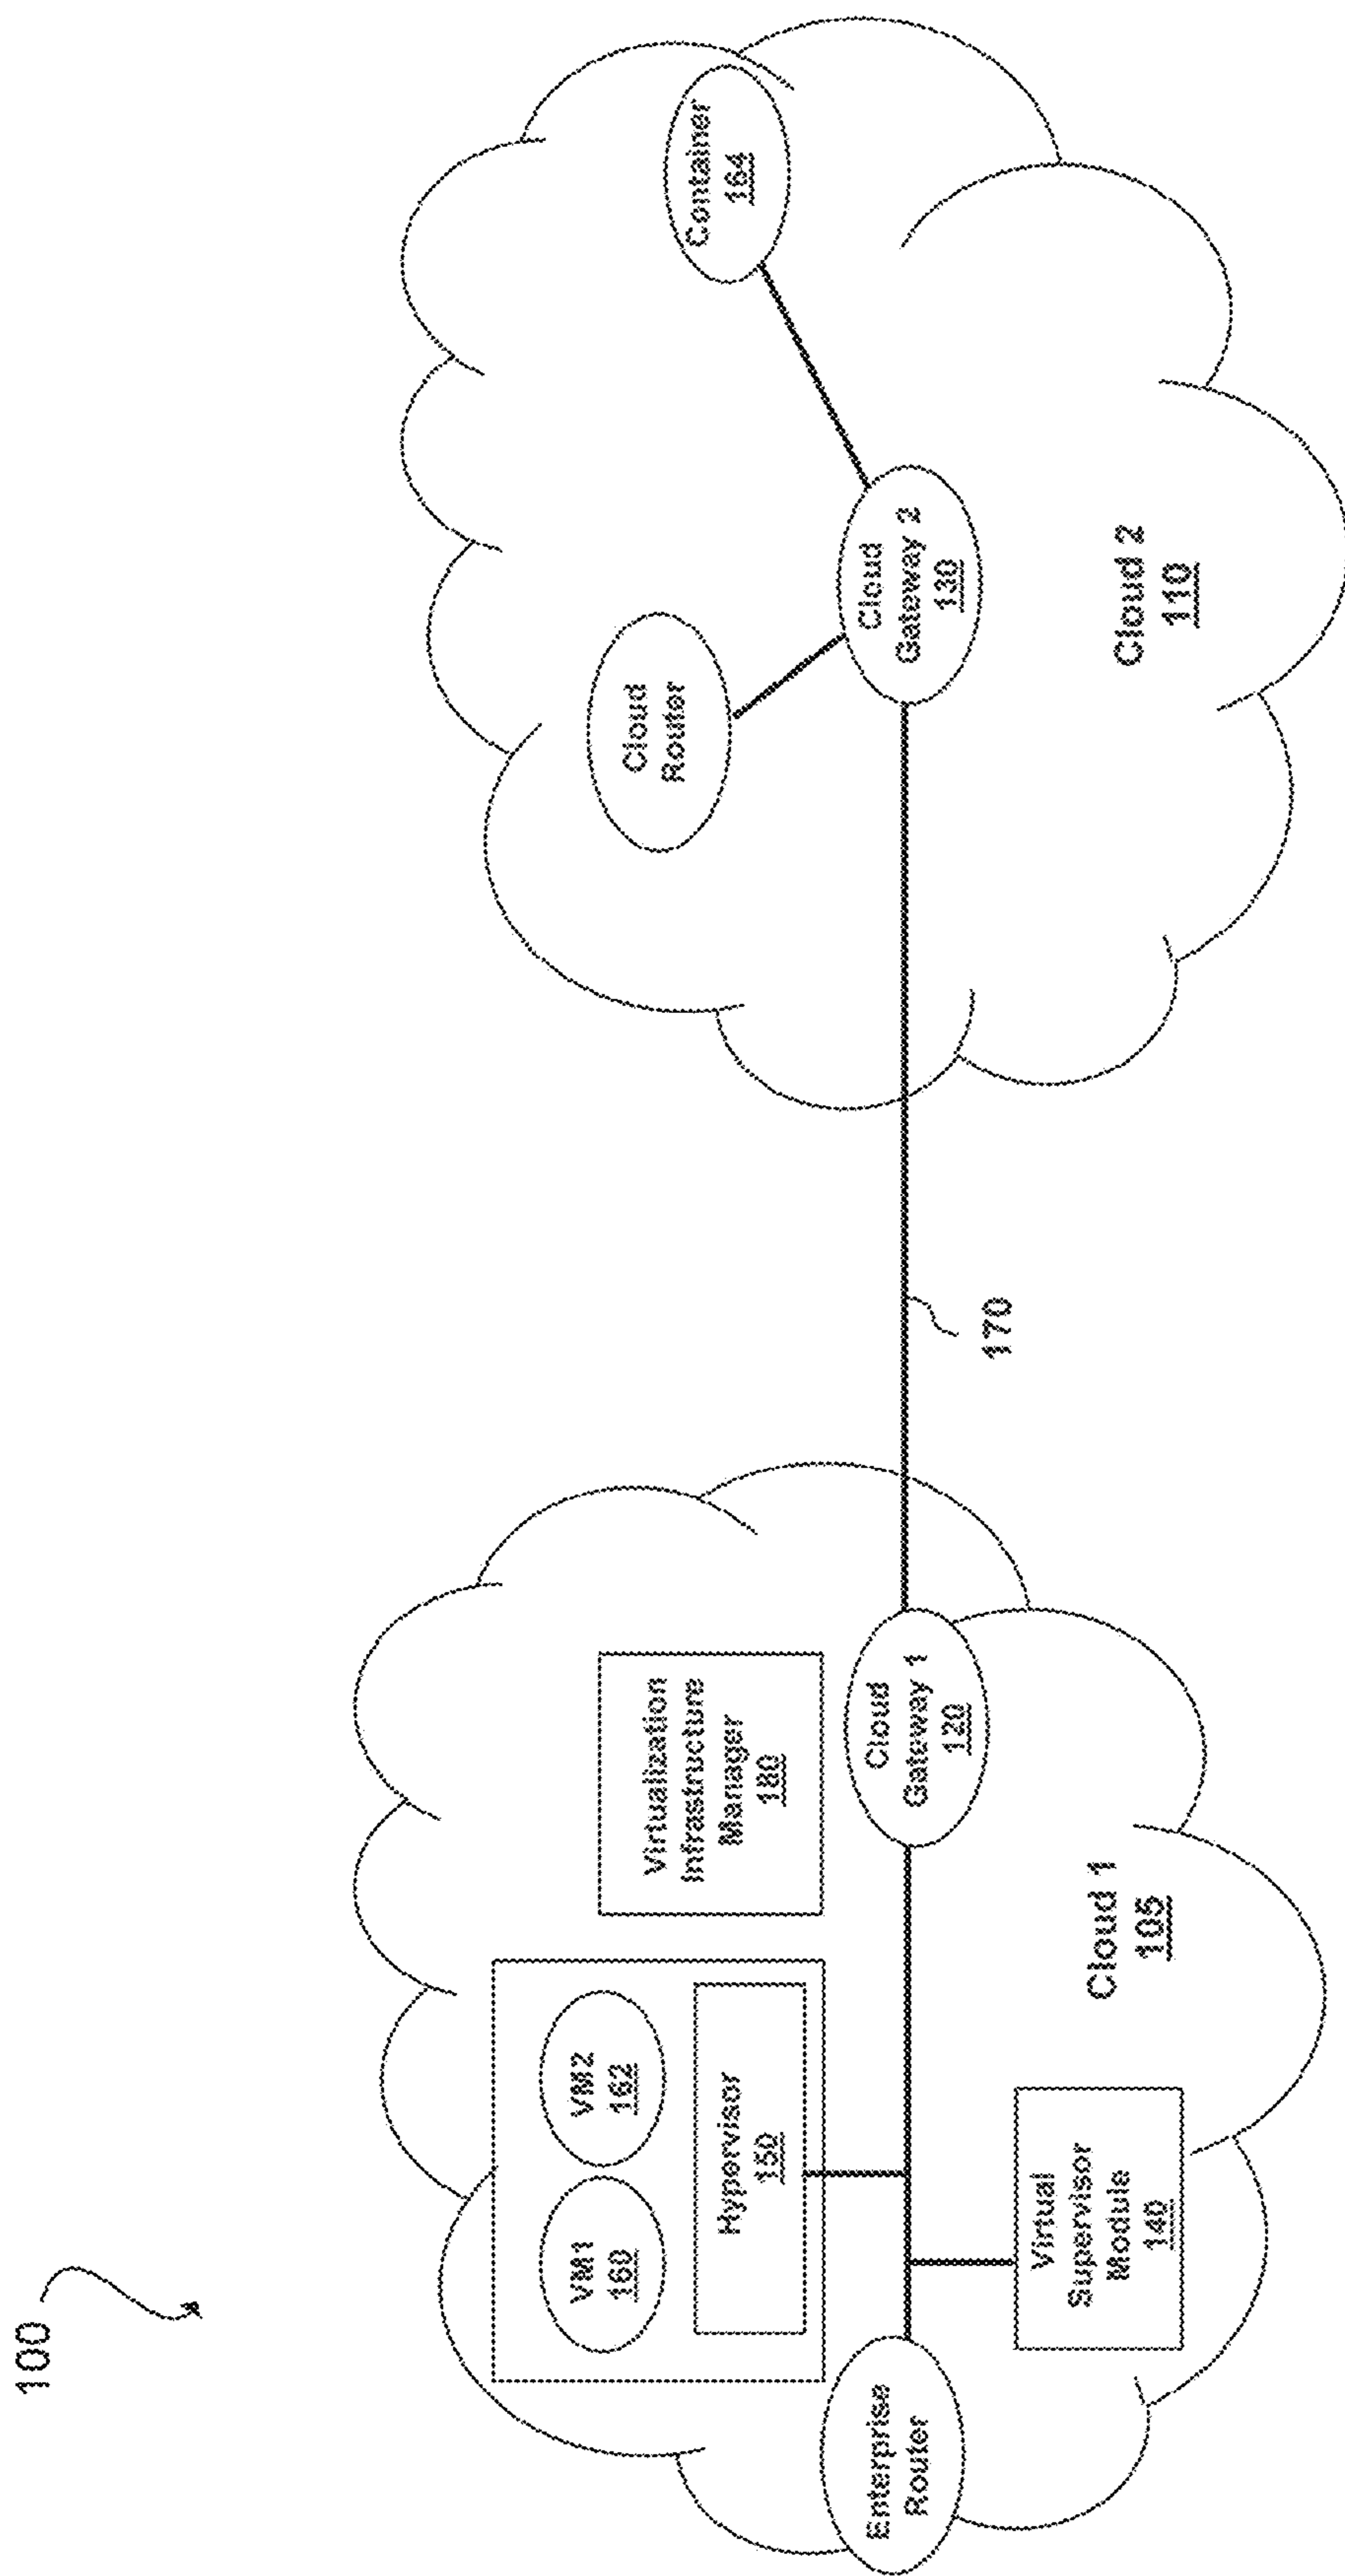 100
VM1
160
VM2
162
Hypervisor
150
Virtualization
Infrastructure
Manager
180
Enterprise
Router
Virtual
Supervisor
Module
140
Cloud
Gateway 1
120
Cloud 1
105
170
Cloud
Router
Cloud
Gateway 2
130
Container
164
Cloud 2
110